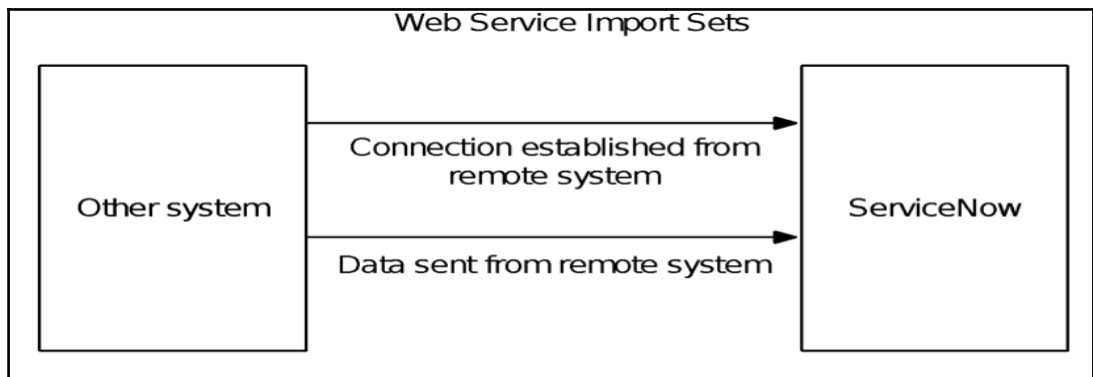 Web Service Import Sets
Connection established from
remote system
Other system
ServiceNow
Data sent from remote system